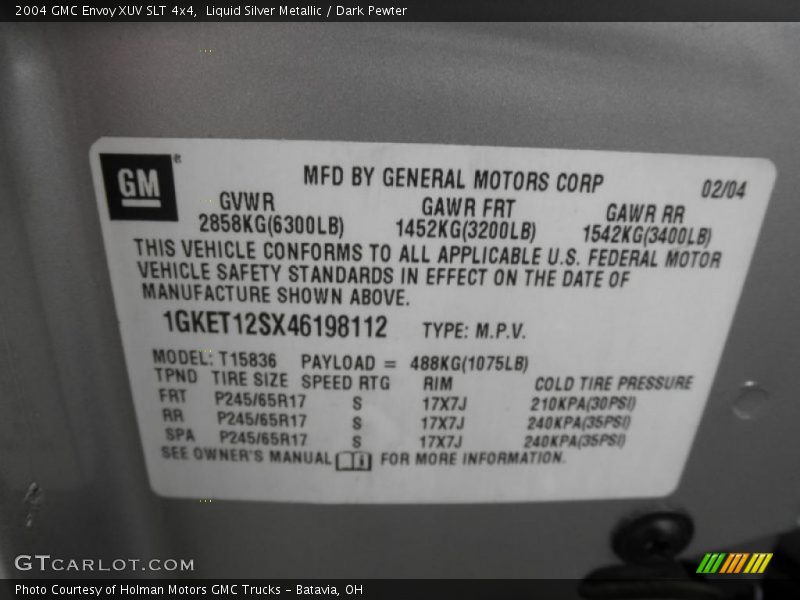 2004 GMC Envoy XUV SLT 4x4, Liquid Silver Metallic / Dark Pewter
GM®
MFD BY GENERAL MOTORS CORP 02/04
GVWR GAWR FRT GAWR RR
2858KG(6300LB) 1452KG(3200LB) 1542KG(3400LB)
THIS VEHICLE CONFORMS TO ALL APPLICABLE U.S. FEDERAL MOTOR
VEHICLE SAFETY STANDARDS IN EFFECT ON THE DATE OF
MANUFACTURE SHOWN ABOVE.
1GKET12SX46198112 TYPE: M.P.V.
MODEL: T15836 PAYLOAD = 488KG(1075LB)
TPND TIRE SIZE SPEED RTG RIM COLD TIRE PRESSURE
FRT P245/65R17 S 17X7J 210KPA(30PSI)
RR P245/65R17 S 17X7J 240KPA(35PSI)
SPA P245/65R17 S 17X7J 240KPA(35PSI)
SEE OWNER'S MANUAL FOR MORE INFORMATION.
GTCARLOT.COM
Photo Courtesy of Holman Motors GMC Trucks - Batavia, OH